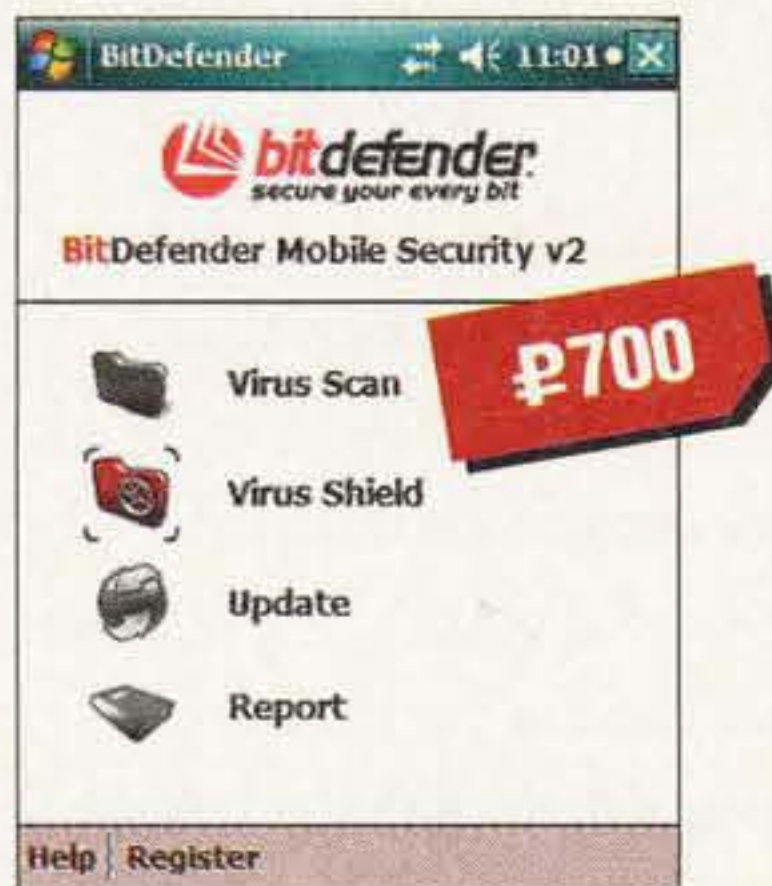 BitDefender 11:01
bitdefender
secure your every bit
BitDefender Mobile Security v2
₽700
Virus Scan
Virus Shield
Update
Report
Help Register